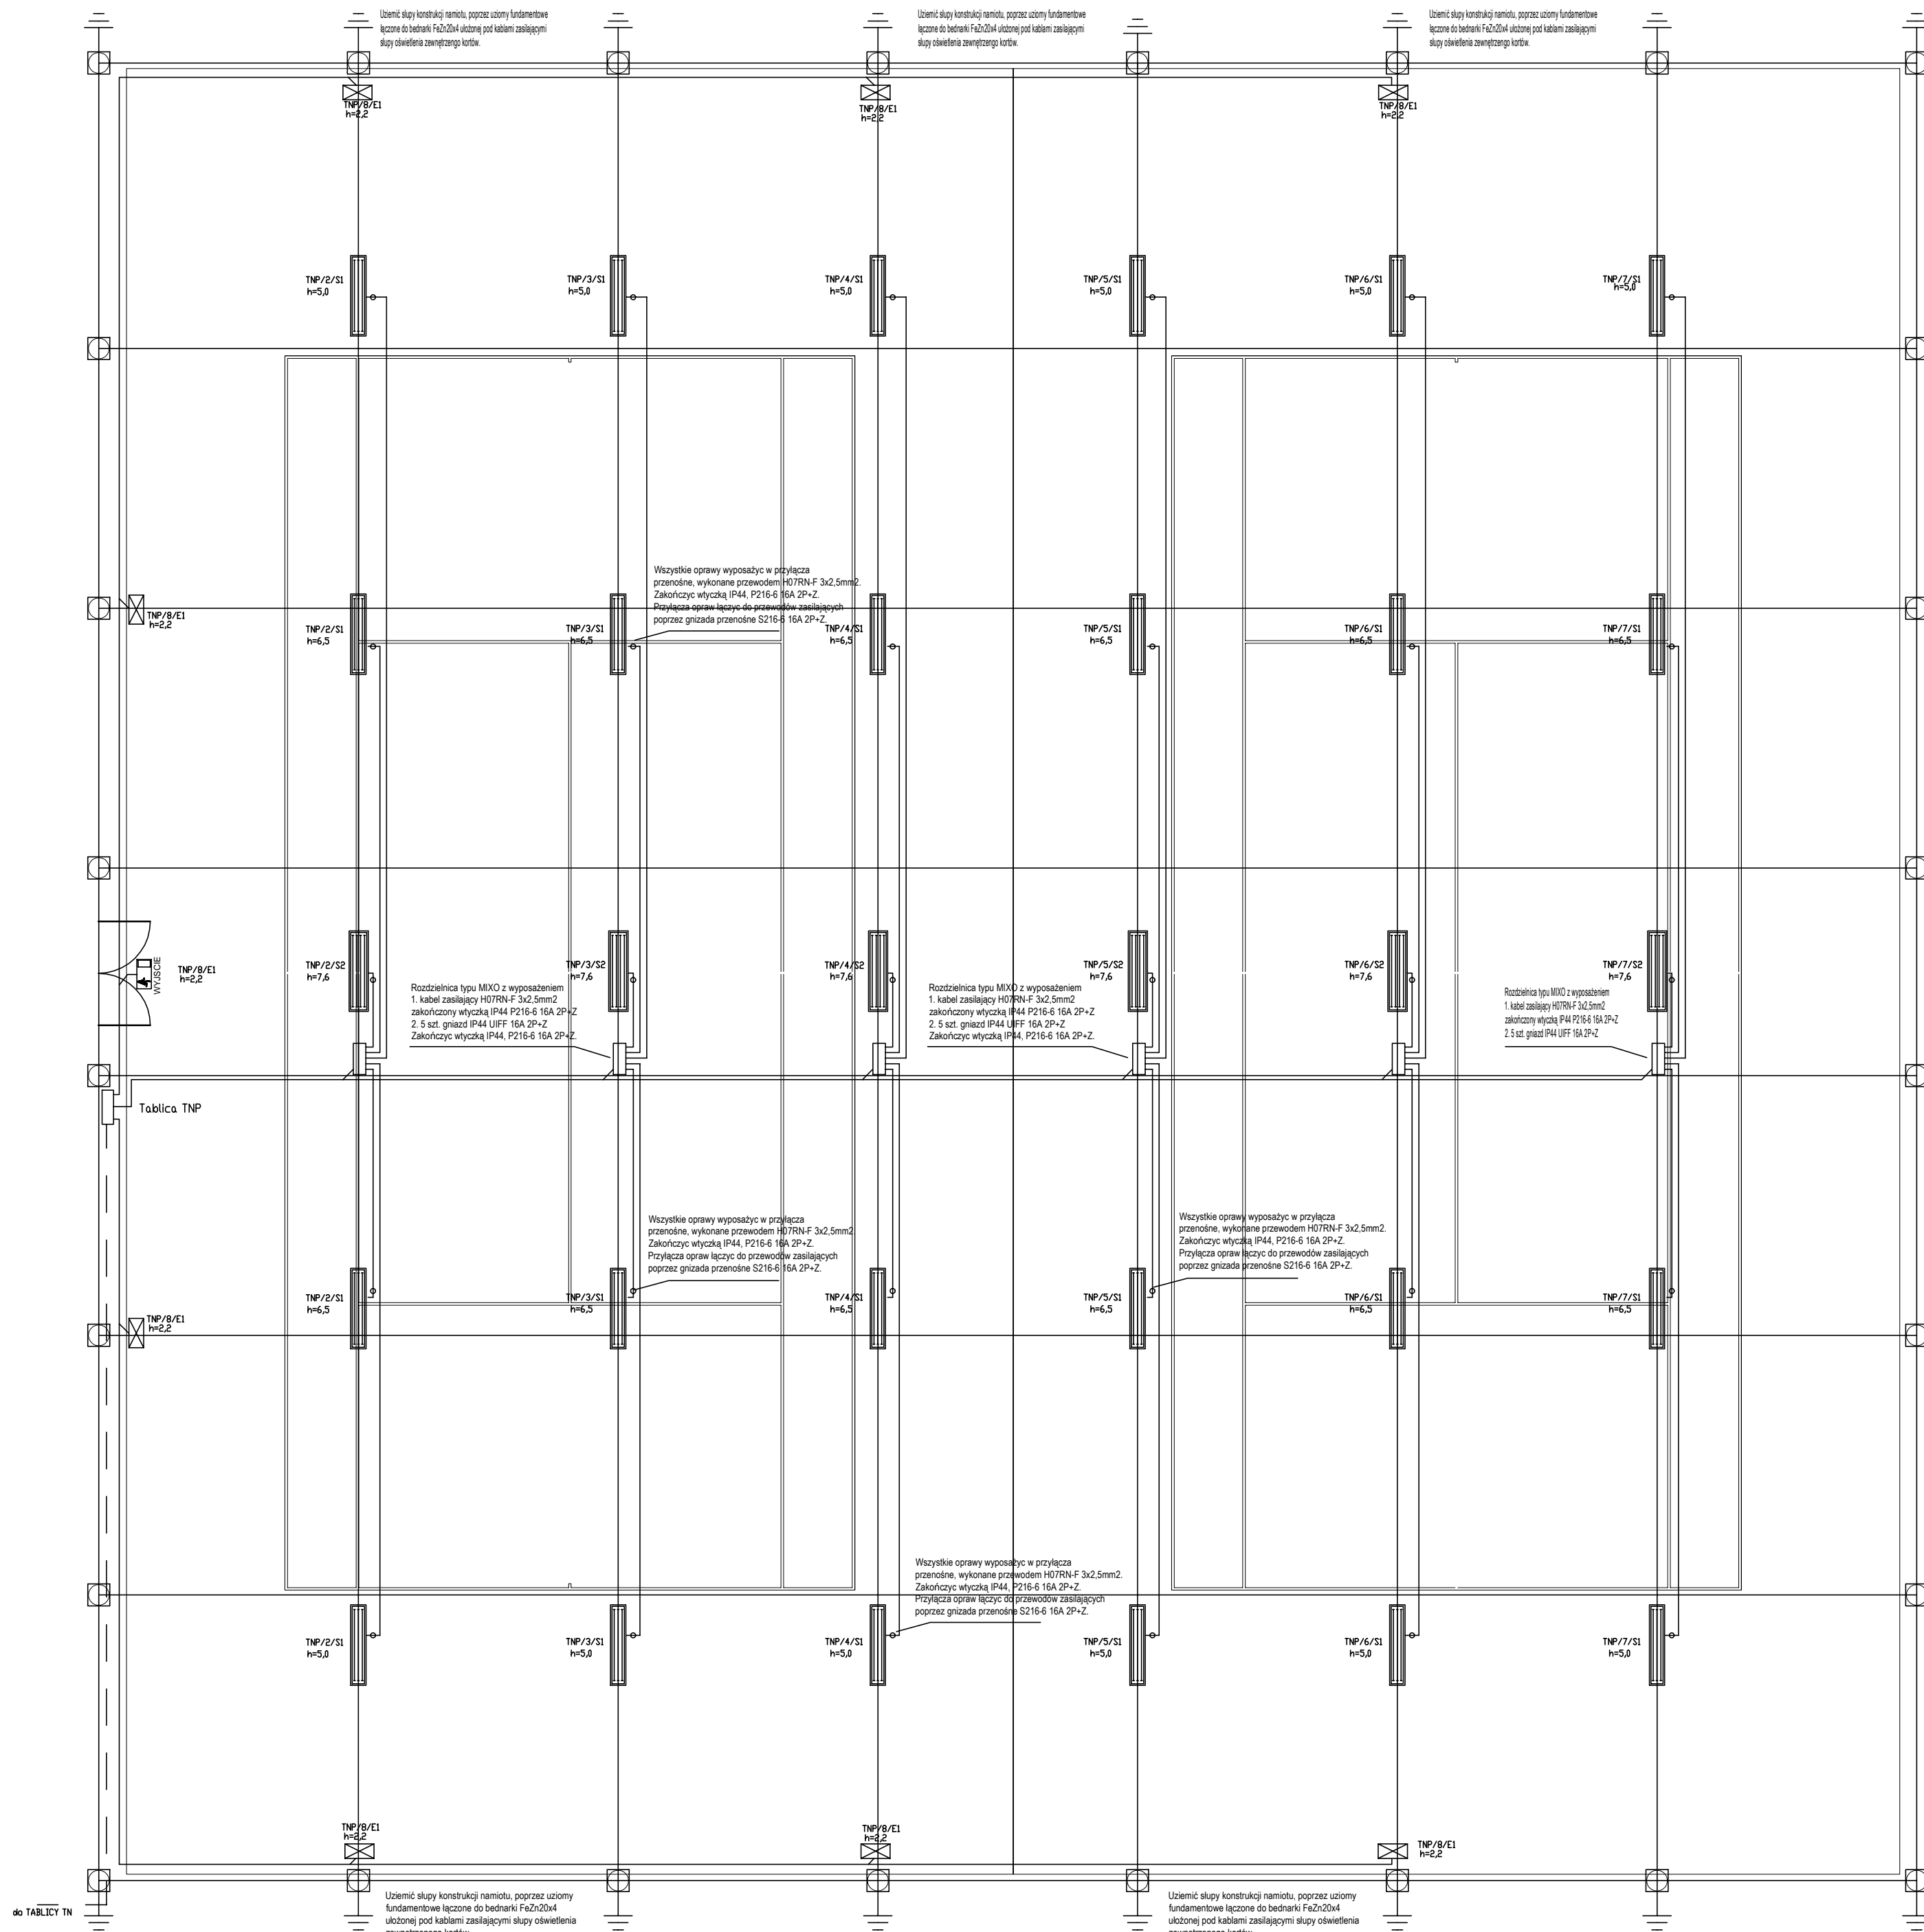 Uziemić słupy konstrukcji namiotu, poprzez uziomy fundamentowe
łączone do bednarki FeZn20x4 ułożonej pod kablami zasilającymi
słupy oświetlenia zewnętrznego kortów.
Uziemić słupy konstrukcji namiotu, poprzez uziomy fundamentowe
łączone do bednarki FeZn20x4 ułożonej pod kablami zasilającymi
słupy oświetlenia zewnętrznego kortów.
Uziemić słupy konstrukcji namiotu, poprzez uziomy fundamentowe
łączone do bednarki FeZn20x4 ułożonej pod kablami zasilającymi
słupy oświetlenia zewnętrznego kortów.
TNP/8/E1
h=2,2
TNP/8/E1
h=2,2
TNP/8/E1
h=2,2
TNP/2/S1
h=5,0
TNP/3/S1
h=5,0
TNP/4/S1
h=5,0
TNP/5/S1
h=5,0
TNP/6/S1
h=5,0
TNP/7/S1
h=5,0
Wszystkie oprawy wyposażyc w przyłącza
przenośne, wykonane przewodem H07RN-F 3x2,5mm2.
Zakończyc wtyczką IP44, P216-6 16A 2P+Z.
Przyłącza opraw łączyc do przewodów zasilających
poprzez gnizada przenośne S216-6 16A 2P+Z.
TNP/8/E1
h=2,2
TNP/2/S1
h=6,5
TNP/3/S1
h=6,5
TNP/4/S1
h=6,5
TNP/5/S1
h=6,5
TNP/6/S1
h=6,5
TNP/7/S1
h=6,5
WYJSCIE
TNP/8/E1
h=2,2
TNP/2/S2
h=7,6
TNP/3/S2
h=7,6
TNP/4/S2
h=7,6
TNP/5/S2
h=7,6
TNP/6/S2
h=7,6
TNP/7/S2
h=7,6
Rozdzielnica typu MIXO z wyposażeniem
1. kabel zasilający H07RN-F 3x2,5mm2
zakończony wtyczką IP44 P216-6 16A 2P+Z
2. 5 szt. gniazd IP44 UIFF 16A 2P+Z
Zakończyc wtyczką IP44, P216-6 16A 2P+Z.
Rozdzielnica typu MIXO z wyposażeniem
1. kabel zasilający H07RN-F 3x2,5mm2
zakończony wtyczką IP44 P216-6 16A 2P+Z
2. 5 szt. gniazd IP44 UIFF 16A 2P+Z
Zakończyc wtyczką IP44, P216-6 16A 2P+Z.
Rozdzielnica typu MIXO z wyposażeniem
1. kabel zasilający H07RN-F 3x2,5mm2
zakończony wtyczką IP44 P216-6 16A 2P+Z
2. 5 szt. gniazd IP44 UIFF 16A 2P+Z
Tablica TNP
Wszystkie oprawy wyposażyc w przyłącza
przenośne, wykonane przewodem H07RN-F 3x2,5mm2.
Zakończyc wtyczką IP44, P216-6 16A 2P+Z.
Przyłącza opraw łączyc do przewodów zasilających
poprzez gnizada przenośne S216-6 16A 2P+Z.
Wszystkie oprawy wyposażyc w przyłącza
przenośne, wykonane przewodem H07RN-F 3x2,5mm2.
Zakończyc wtyczką IP44, P216-6 16A 2P+Z.
Przyłącza opraw łączyc do przewodów zasilających
poprzez gnizada przenośne S216-6 16A 2P+Z.
TNP/8/E1
h=2,2
TNP/2/S1
h=6,5
TNP/3/S1
h=6,5
TNP/4/S1
h=6,5
TNP/5/S1
h=6,5
TNP/6/S1
h=6,5
TNP/7/S1
h=6,5
Wszystkie oprawy wyposażyc w przyłącza
przenośne, wykonane przewodem H07RN-F 3x2,5mm2.
Zakończyc wtyczką IP44, P216-6 16A 2P+Z.
Przyłącza opraw łączyc do przewodów zasilających
poprzez gnizada przenośne S216-6 16A 2P+Z.
TNP/2/S1
h=5,0
TNP/3/S1
h=5,0
TNP/4/S1
h=5,0
TNP/5/S1
h=5,0
TNP/6/S1
h=5,0
TNP/7/S1
h=5,0
TNP/8/E1
h=2,2
TNP/8/E1
h=2,2
TNP/8/E1
h=2,2
do TABLICY TN
Uziemić słupy konstrukcji namiotu, poprzez uziomy
fundamentowe łączone do bednarki FeZn20x4
ułożonej pod kablami zasilającymi słupy oświetlenia
Uziemić słupy konstrukcji namiotu, poprzez uziomy
fundamentowe łączone do bednarki FeZn20x4
ułożonej pod kablami zasilającymi słupy oświetlenia